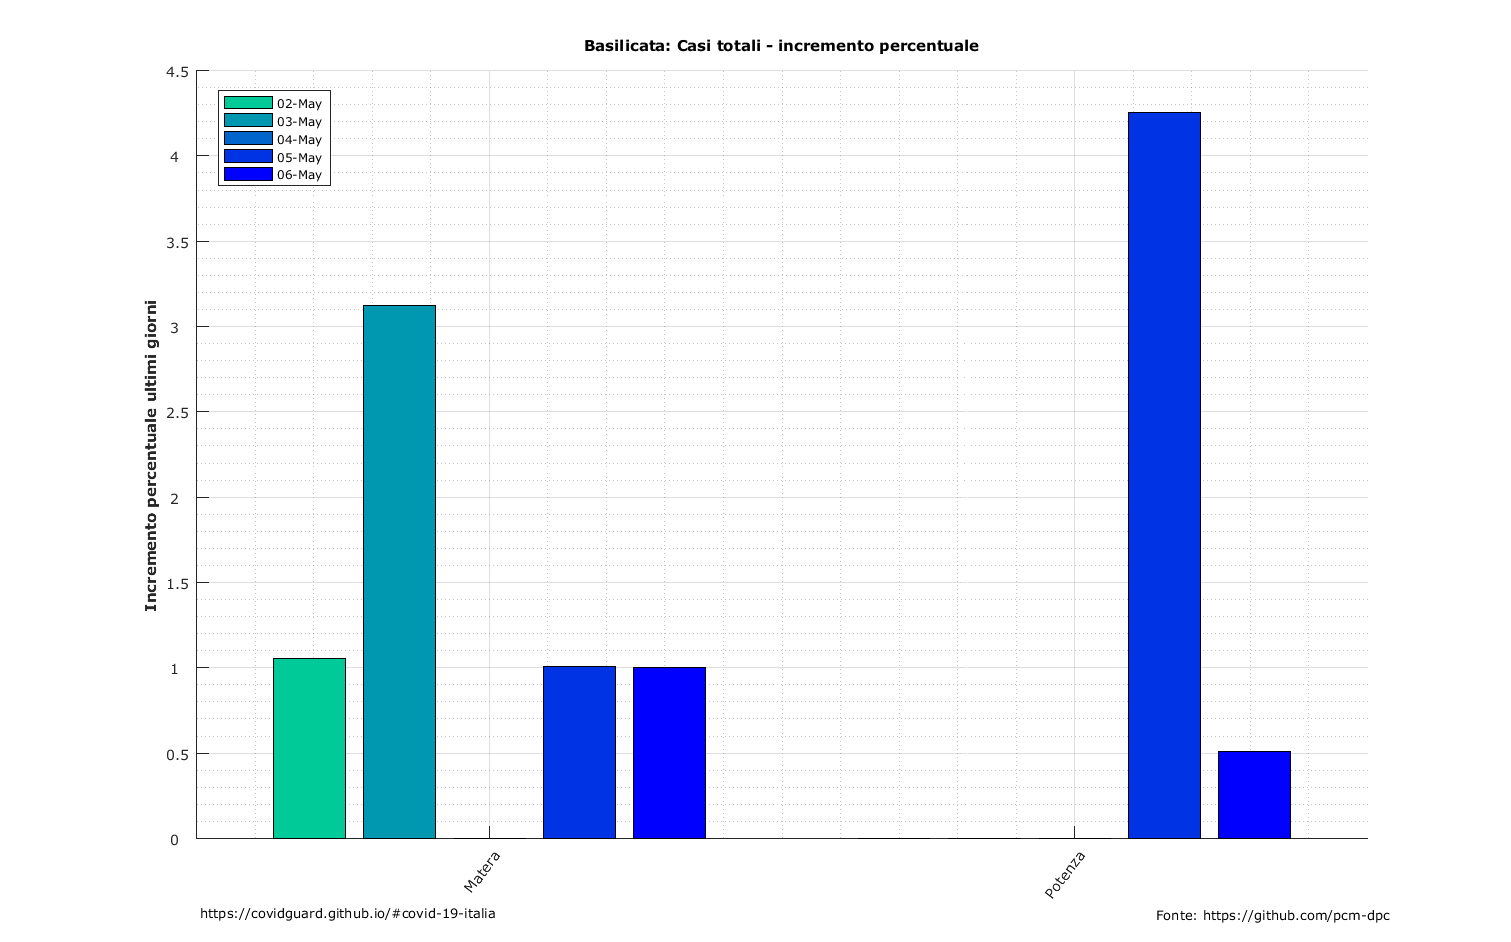 Basilicata: Casi totali - incremento percentuale
Incremento percentuale ultimi giorni
4.5
4
3.5
3
2.5
2
1.5
1
0.5
0
02-May
03-May
04-May
05-May
06-May
Matera
Potenza
https://covidguard.github.io/#covid-19-italia
Fonte: https://github.com/pcm-dpc